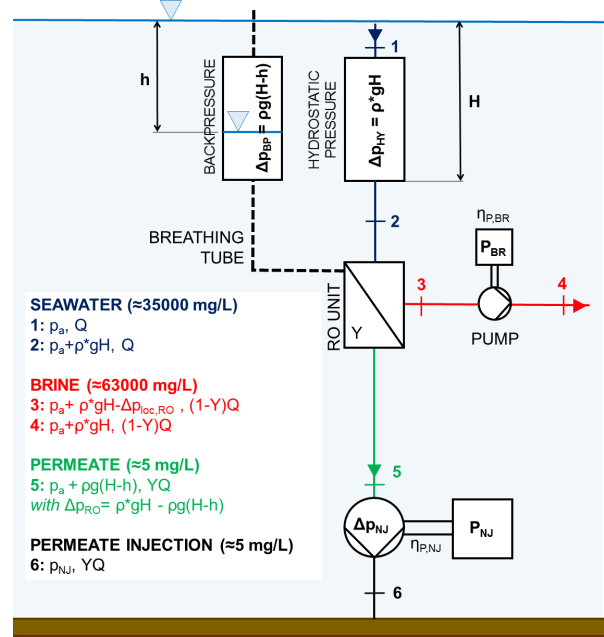 1
h
H
BACKPRESSURE
Δp_BP = ρg(H-h)
HYDROSTATIC
PRESSURE
Δp_HY = ρ*gH
η_P,BR
2
P_BR
BREATHING
TUBE
3
4
RO UNIT
Y
PUMP
SEAWATER (≈35000 mg/L)
1: p_a, Q
2: p_a+ρ*gH, Q
BRINE (≈63000 mg/L)
3: p_a+ ρ*gH-Δp_loc,RO , (1-Y)Q
4: p_a+ρ*gH, (1-Y)Q
PERMEATE (≈5 mg/L)
5: p_a + ρg(H-h), YQ
with Δp_RO= ρ*gH - ρg(H-h)
PERMEATE INJECTION (≈5 mg/L)
6: p_NJ, YQ
5
Δp_NJ
η_P,NJ
P_NJ
6